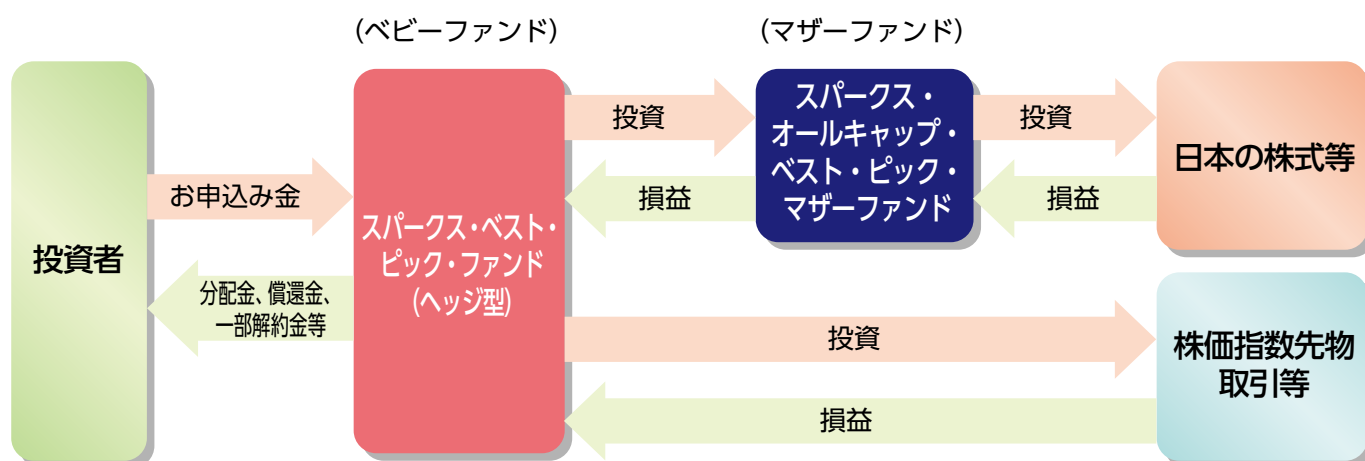 (ベビーファンド)
(マザーファンド)
投資者
お申込み金
分配金、償還金、
一部解約金等
スパークス・ベスト・
ピック・ファンド
(ヘッジ型)
投資
損益
スパークス・
オールキャップ・
ベスト・ピック・
マザーファンド
投資
損益
日本の株式等
投資
損益
株価指数先物
取引等